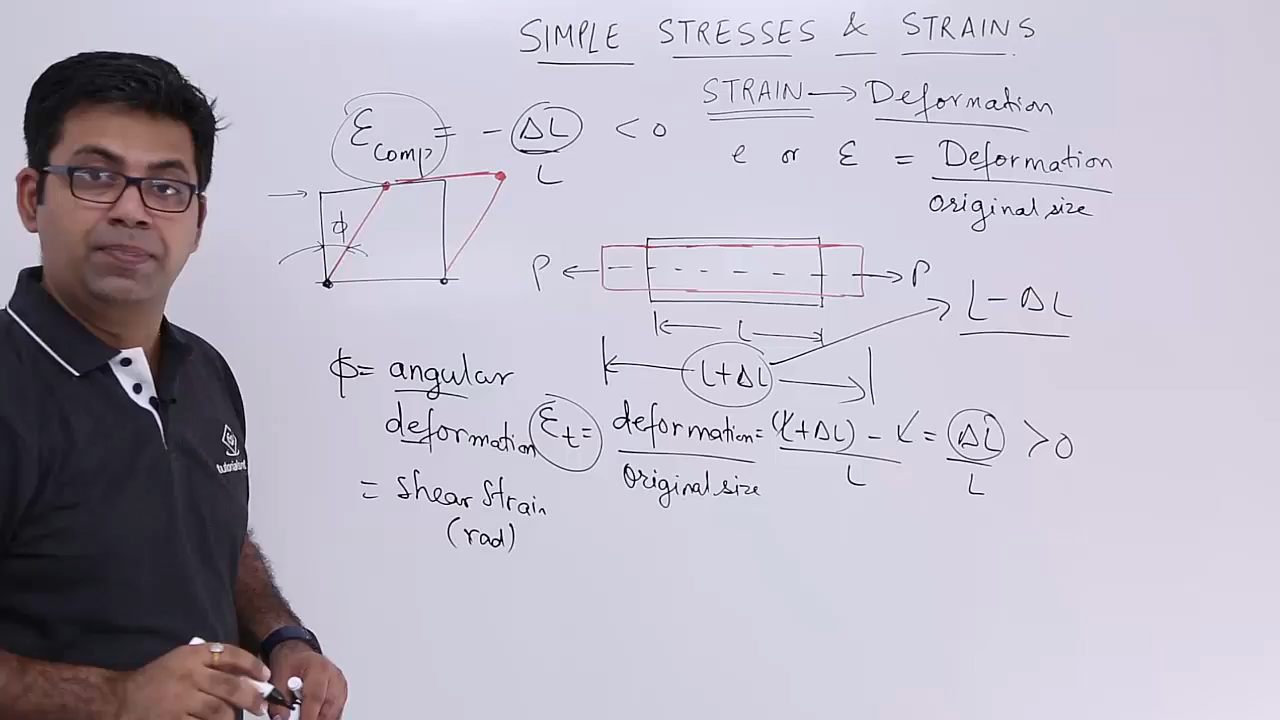 SIMPLE STRESSES & STRAINS
STRAIN → Deformation
e or ε = Deformation
original size
ε comp = - ΔL < 0
L
ϕ
P P
L
L - ΔL
L + ΔL
ϕ = angular
deformation
= Shear Strain
(rad)
ε t = deformation = (L + ΔL) - L = ΔL > 0
Original size L L